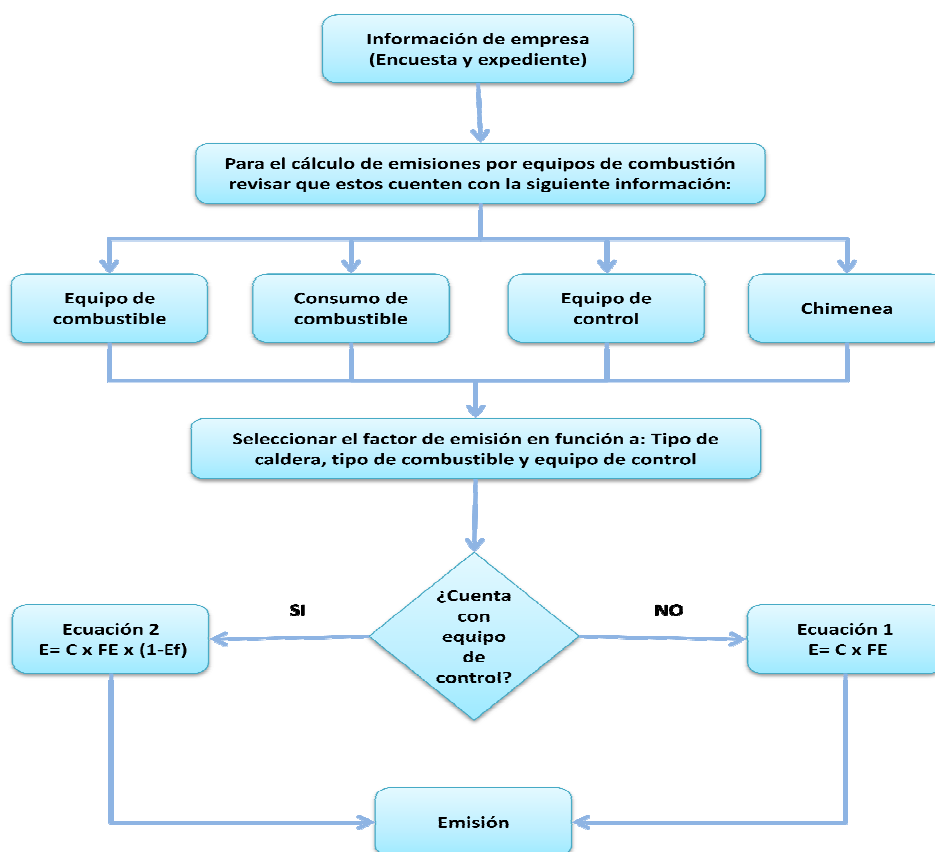 Información de empresa
(Encuesta y expediente)
Para el cálculo de emisiones por equipos de combustión
revisar que estos cuenten con la siguiente información:
Equipo de
combustible
Consumo de
combustible
Equipo de
control
Chimenea
Seleccionar el factor de emisión en función a: Tipo de
caldera, tipo de combustible y equipo de control
¿Cuenta
con
equipo
de
control?
SI
NO
Ecuación 2
E= C x FE x (1-Ef)
Ecuación 1
E= C x FE
Emisión